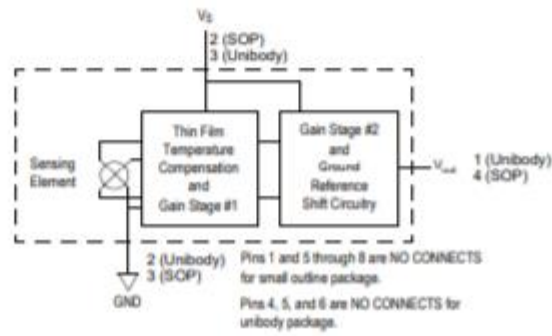 VS
2 (SOP)
3 (Unibody)
Sensing
Element
Thin Film
Temperature
Compensation
and
Gain Stage #1
Gain Stage #2
and
Ground
Reference
Shift Circuitry
Vout
1 (Unibody)
4 (SOP)
2 (Unibody)
3 (SOP)
GND
Pins 1 and 5 through 8 are NO CONNECTS
for small outline package.
Pins 4, 5, and 6 are NO CONNECTS for
unibody package.